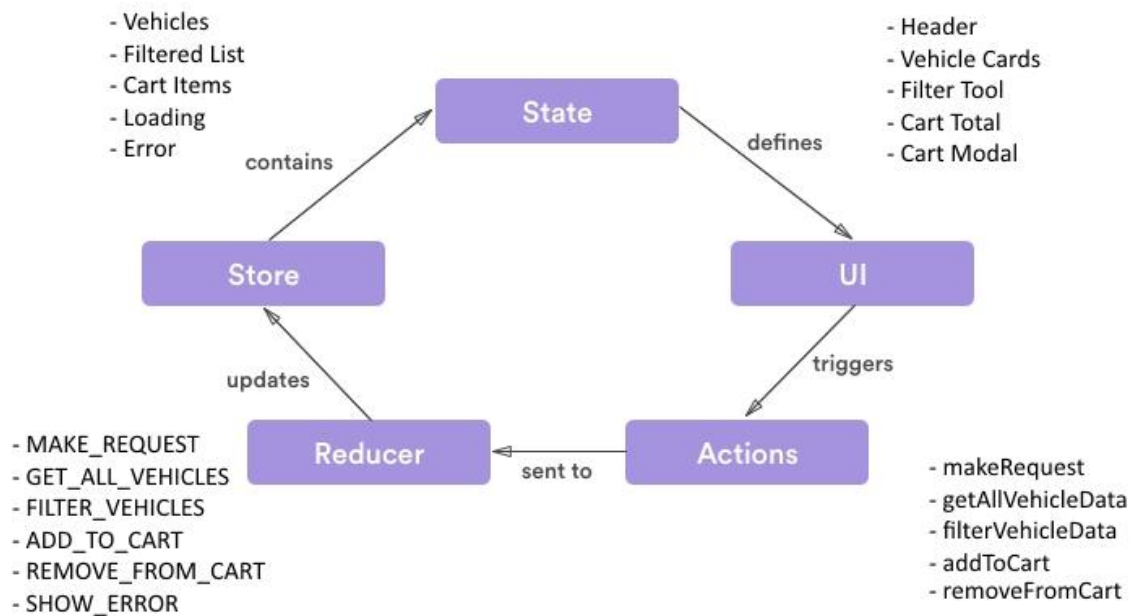 - Vehicles
- Filtered List
- Cart Items
- Loading
- Error
- Header
- Vehicle Cards
- Filter Tool
- Cart Total
- Cart Modal
State
contains
defines
Store
UI
updates
triggers
Reducer
sent to
Actions
- MAKE_REQUEST
- GET_ALL_VEHICLES
- FILTER_VEHICLES
- ADD_TO_CART
- REMOVE_FROM_CART
- SHOW_ERROR
- makeRequest
- getAllVehicleData
- filterVehicleData
- addToCart
- removeFromCart